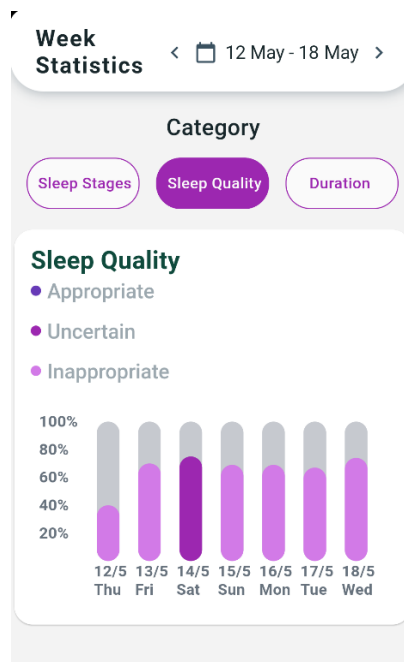 Week
Statistics
12 May - 18 May
Category
Sleep Stages
Sleep Quality
Duration
Sleep Quality
Appropriate
Uncertain
Inappropriate
100%
80%
60%
40%
20%
12/5 13/5 14/5 15/5 16/5 17/5 18/5
Thu Fri Sat Sun Mon Tue Wed